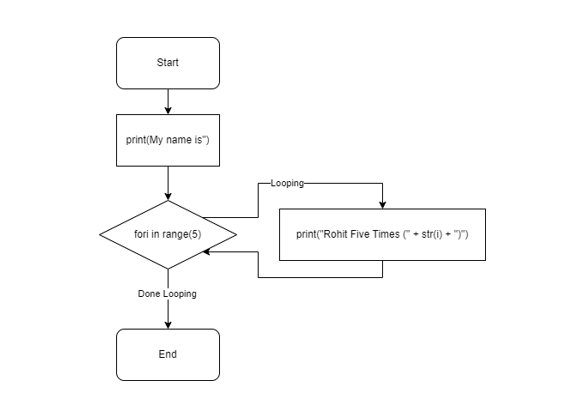 Start
print(My name is")
Looping
fori in range(5)
print("Rohit Five Times (" + str(i) + ")")
Done Looping
End